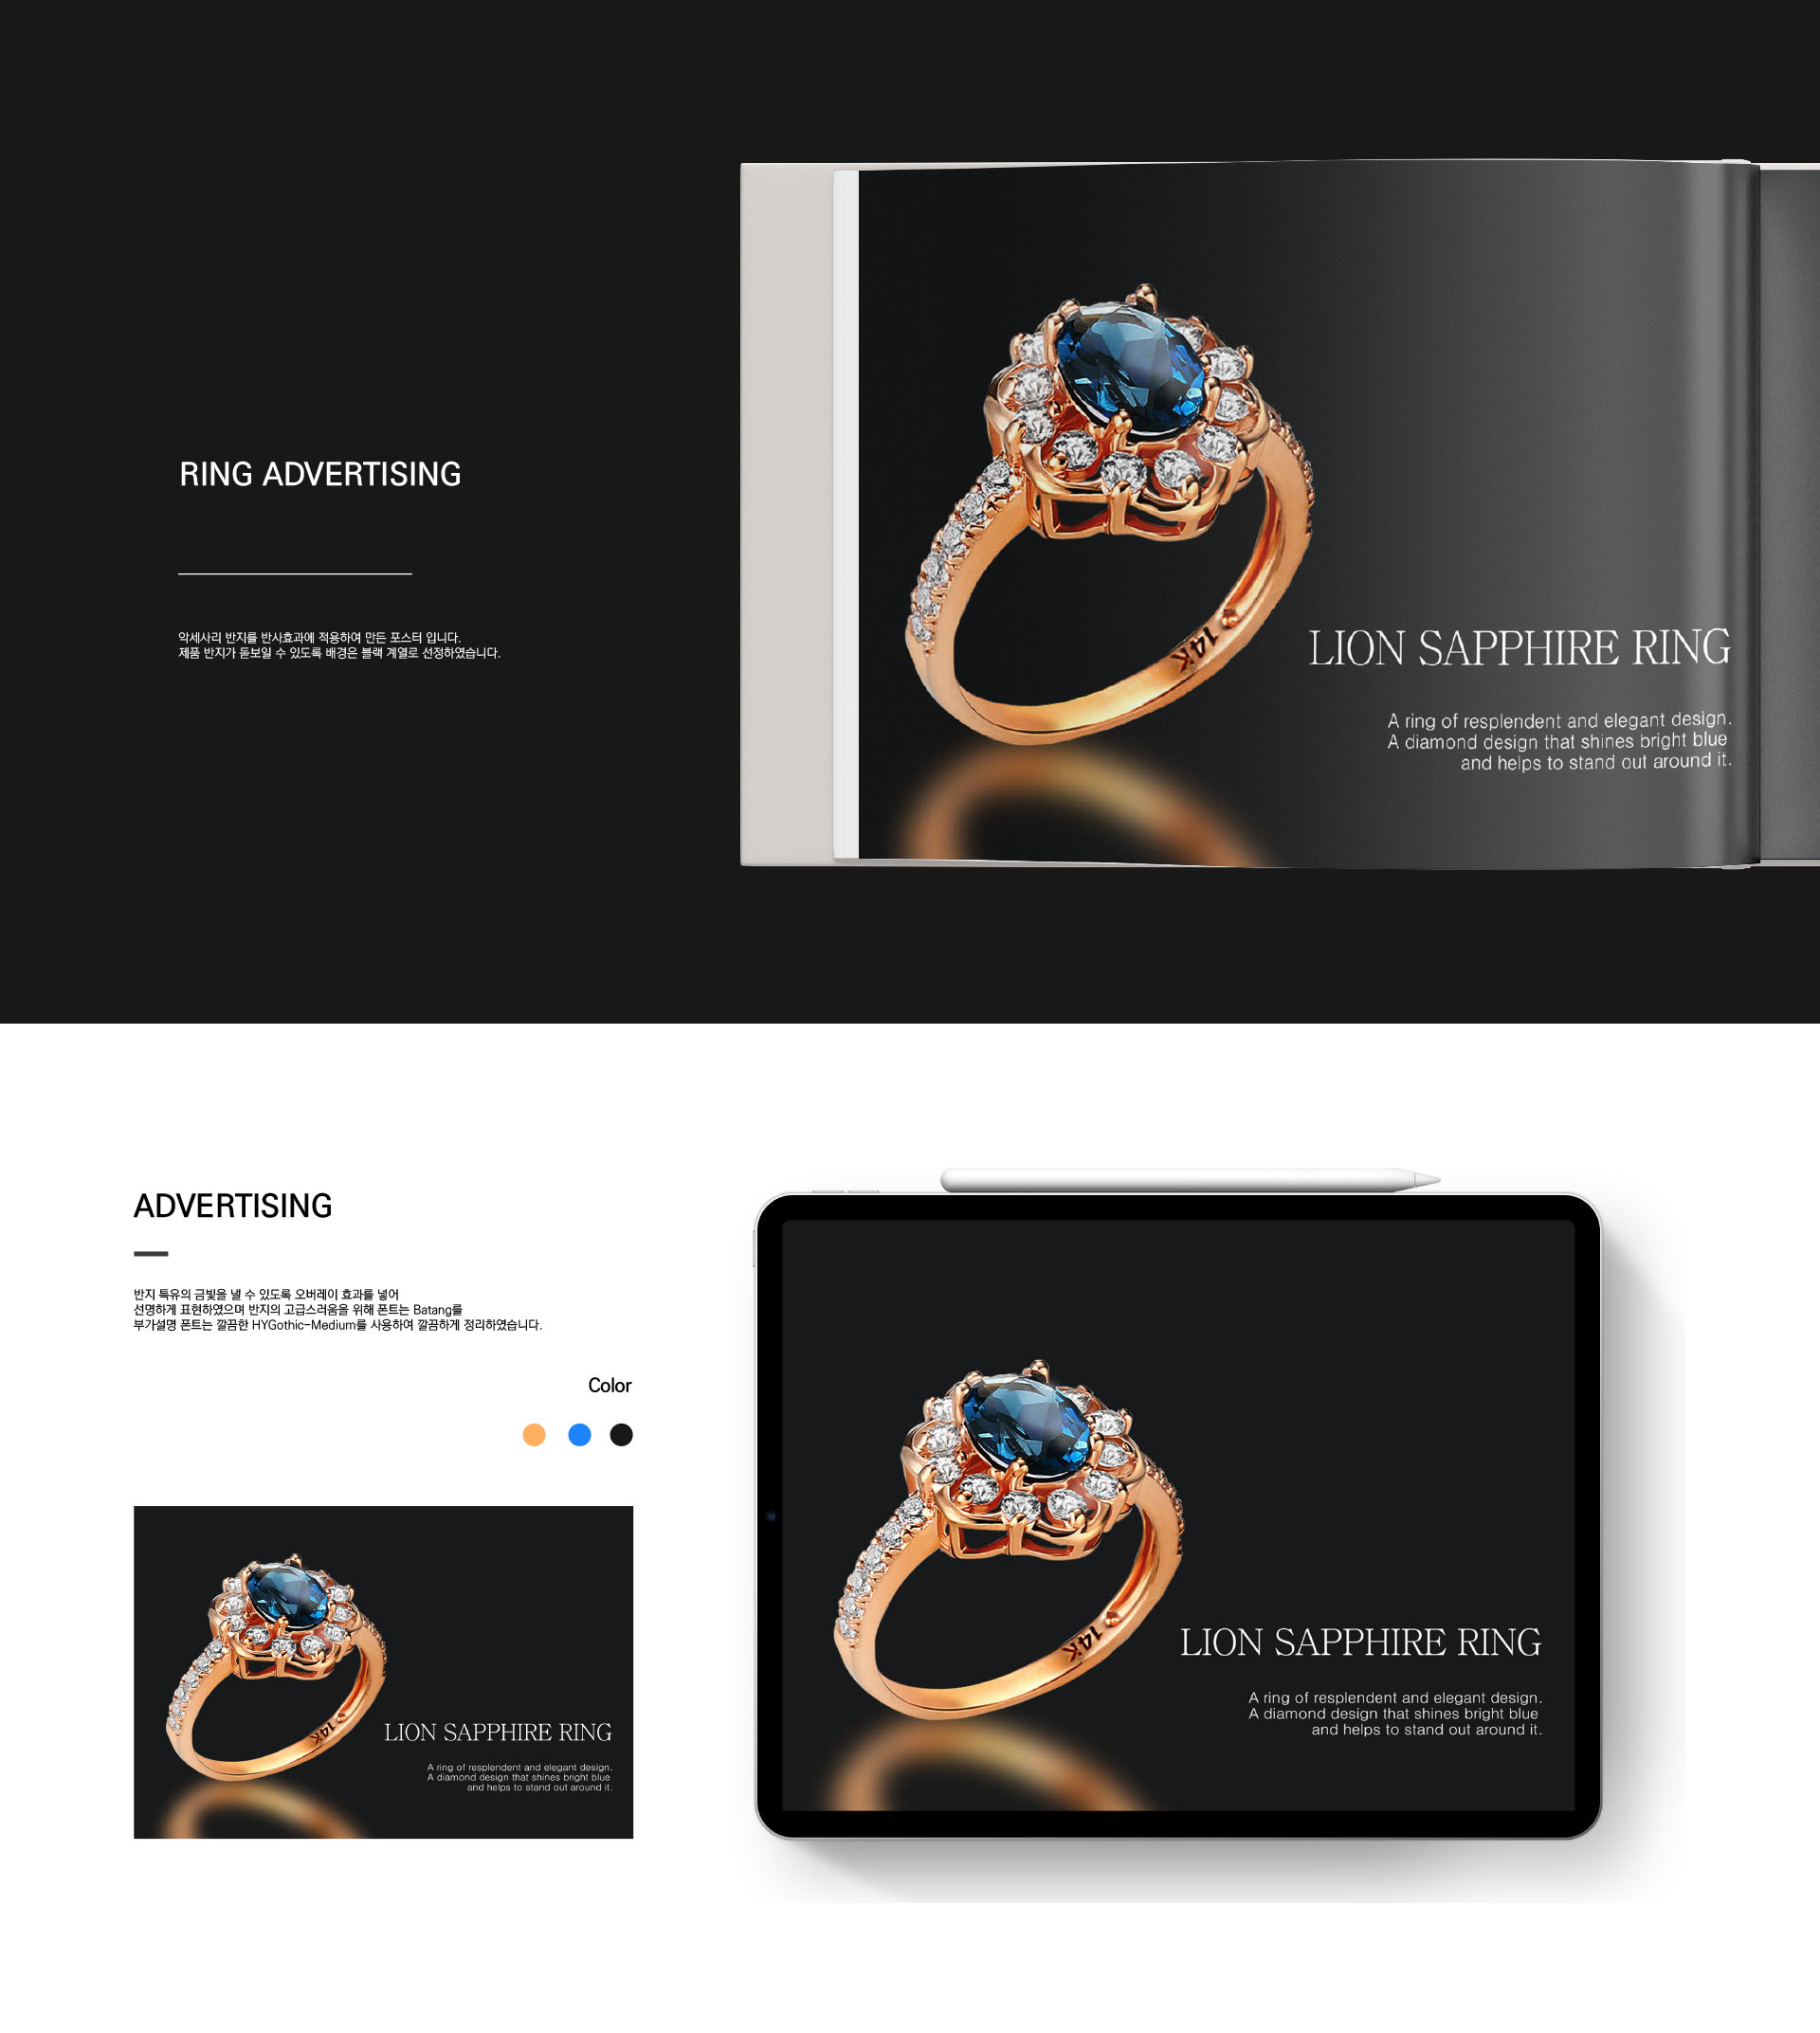 RING ADVERTISING
악세사리 반지를 반사효과에 적용하여 만든 포스터 입니다.
제품 반지가 돋보일 수 있도록 배경은 블랙 계열로 선정하였습니다.
14K
LION SAPPHIRE RING
A ring of resplendent and elegant design.
A diamond design that shines bright blue
and helps to stand out around it.
ADVERTISING
반지 특유의 금빛을 낼 수 있도록 오버레이 효과를 넣어
선명하게 표현하였으며 반지의 고급스러움을 위해 폰트는 Batang를
부가설명 폰트는 깔끔한 HYGothic-Medium를 사용하여 깔끔하게 정리하였습니다.
Color
14K
LION SAPPHIRE RING
A ring of resplendent and elegant design.
A diamond design that shines bright blue
and helps to stand out around it.
14K
LION SAPPHIRE RING
A ring of resplendent and elegant design.
A diamond design that shines bright blue
and helps to stand out around it.